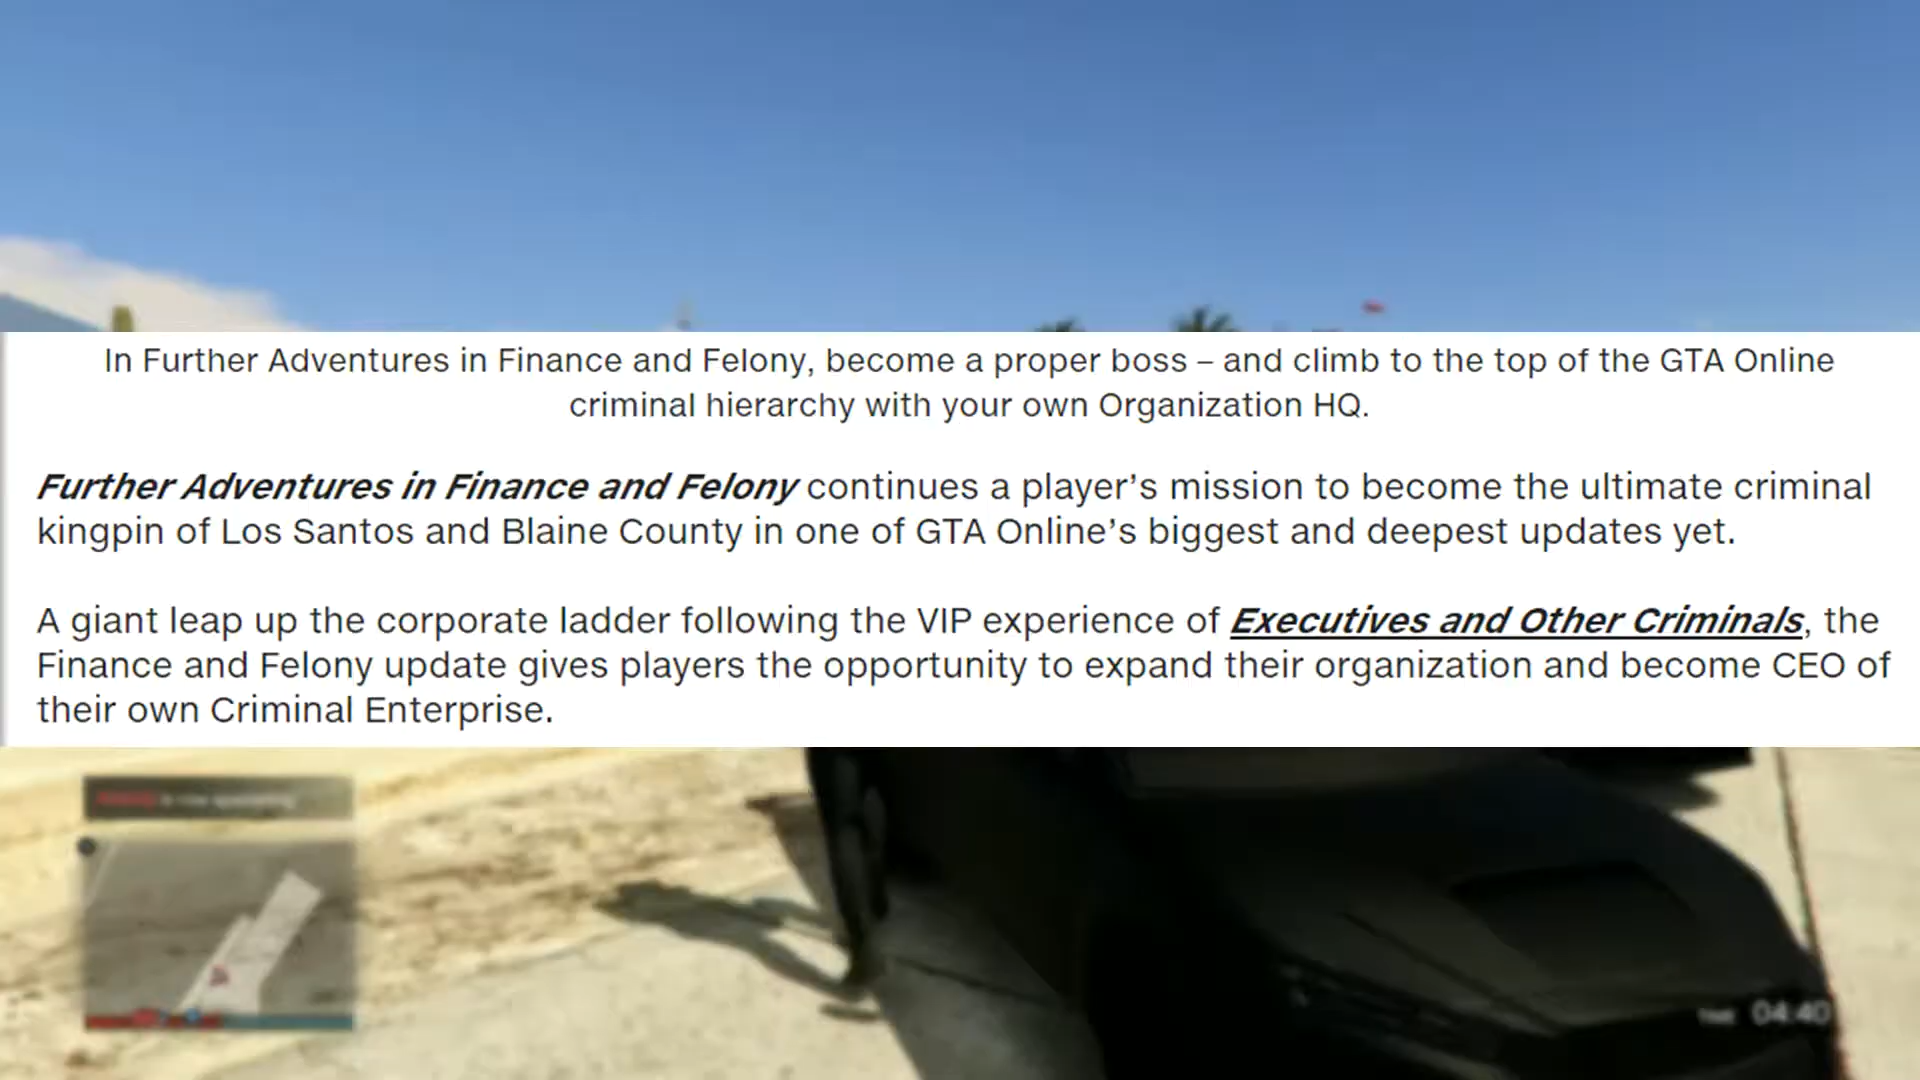 In Further Adventures in Finance and Felony, become a proper boss – and climb to the top of the GTA Online
criminal hierarchy with your own Organization HQ.
Further Adventures in Finance and Felony continues a player’s mission to become the ultimate criminal
kingpin of Los Santos and Blaine County in one of GTA Online’s biggest and deepest updates yet.
A giant leap up the corporate ladder following the VIP experience of Executives and Other Criminals, the
Finance and Felony update gives players the opportunity to expand their organization and become CEO of
their own Criminal Enterprise.
04:40